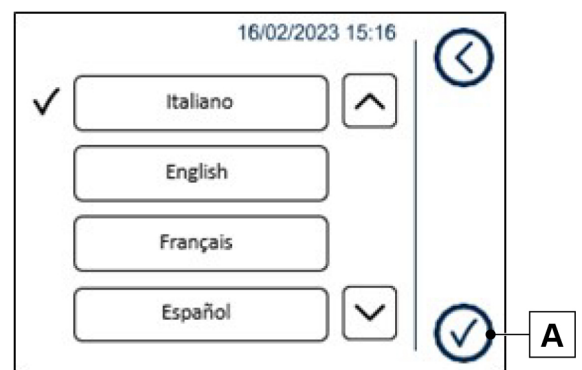 16/02/2023 15:16
Italiano
English
Français
Español
A